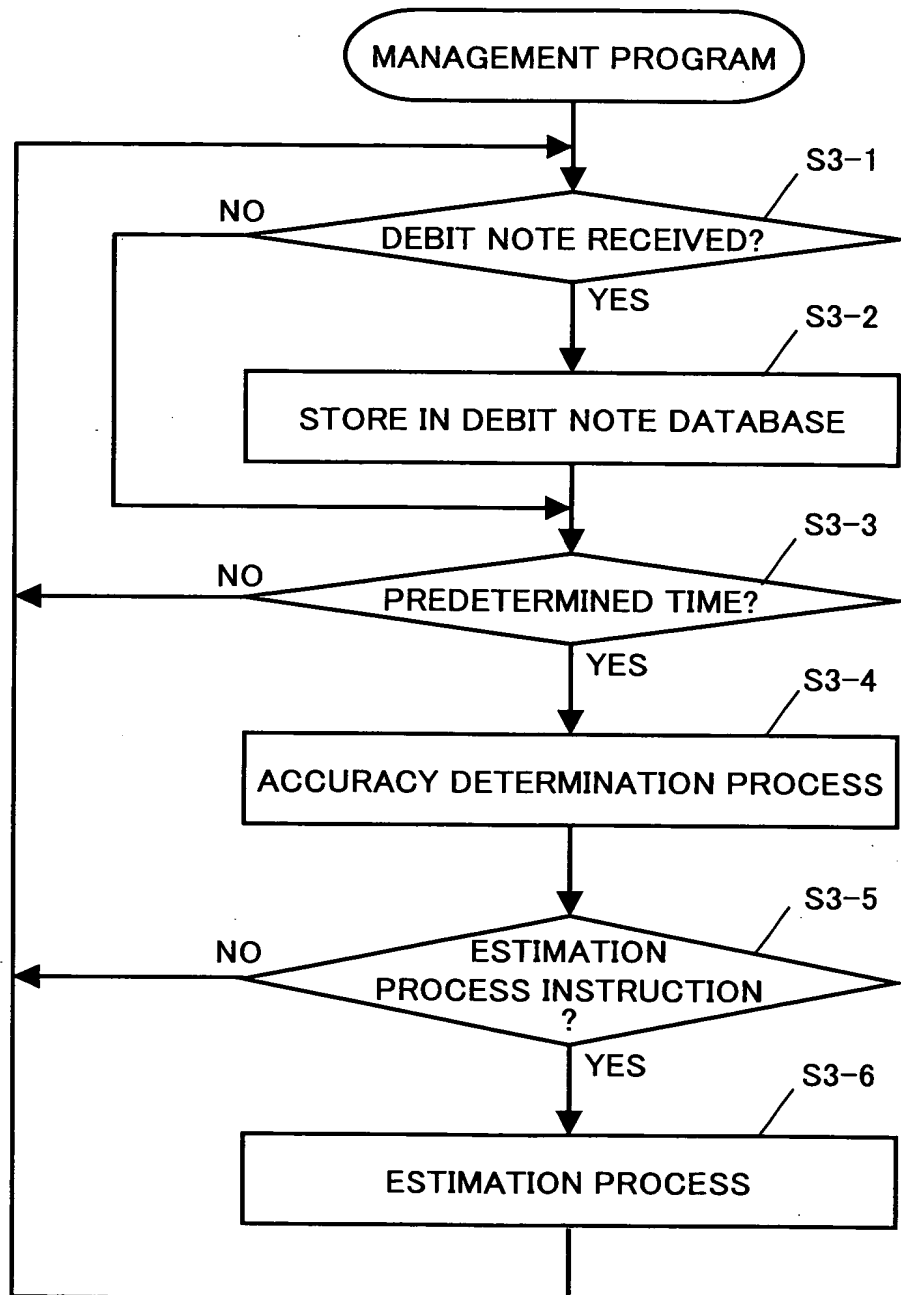 MANAGEMENT PROGRAM
S3-1
NO
DEBIT NOTE RECEIVED?
YES
S3-2
STORE IN DEBIT NOTE DATABASE
S3-3
NO
PREDETERMINED TIME?
YES
S3-4
ACCURACY DETERMINATION PROCESS
S3-5
NO
ESTIMATION
PROCESS INSTRUCTION
?
YES
S3-6
ESTIMATION PROCESS